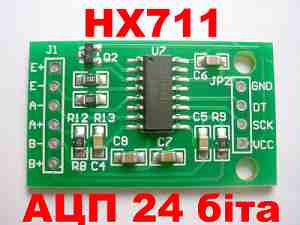 HX711
J1
Q2
U7
C6
JP2
E+
E-
A-
A+
B-
B+
GND
DT
SCK
VCC
R12
R13
C8
C7
C5
R9
R8
C4
АЦП 24 біта